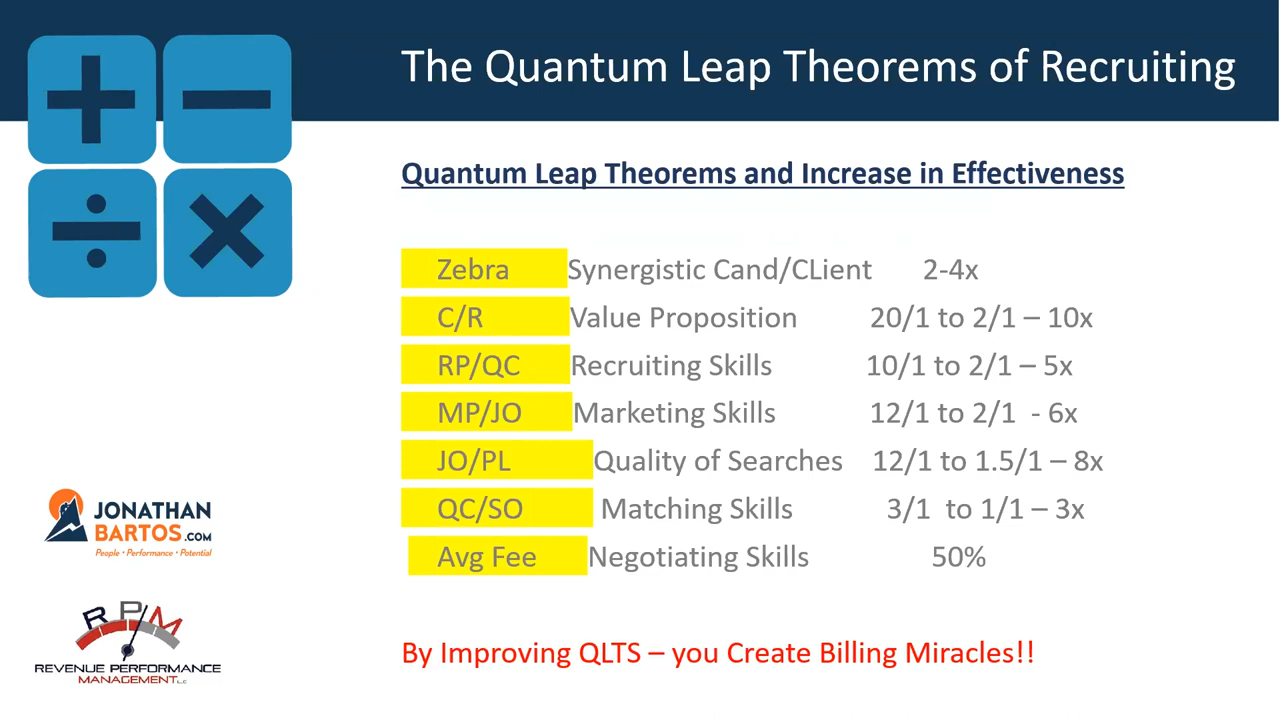 The Quantum Leap Theorems of Recruiting
Quantum Leap Theorems and Increase in Effectiveness
Zebra Synergistic Cand/CLient 2-4x
C/R Value Proposition 20/1 to 2/1 – 10x
RP/QC Recruiting Skills 10/1 to 2/1 – 5x
MP/JO Marketing Skills 12/1 to 2/1 - 6x
JO/PL Quality of Searches 12/1 to 1.5/1 – 8x
QC/SO Matching Skills 3/1 to 1/1 – 3x
Avg Fee Negotiating Skills 50%
By Improving QLTS – you Create Billing Miracles!!
JONATHAN
BARTOS.COM
People • Performance • Potential
RPM
REVENUE PERFORMANCE
MANAGEMENT LLC